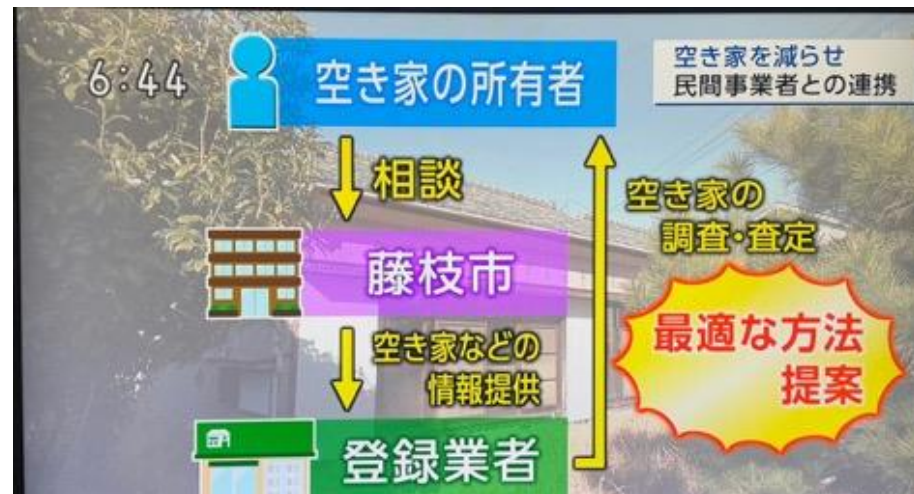 6:44
空き家の所有者
空き家を減らせ
民間事業者との連携
相談
空き家の
調査・査定
藤枝市
最適な方法
提案
空き家などの
情報提供
登録業者